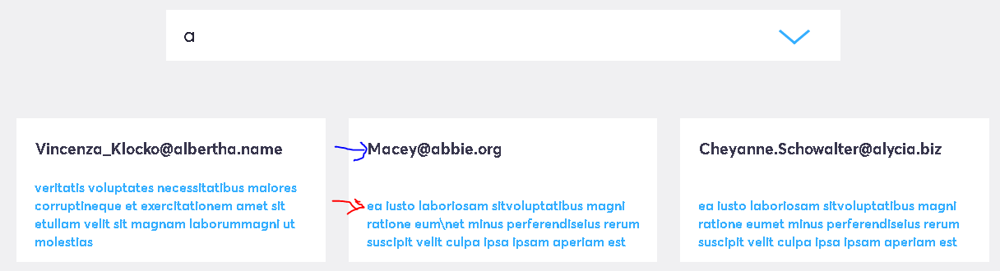 a
Vincenza_Klocko@albertha.name
veritatis voluptates necessitatibus maiores
corruptineque et exercitationem amet sit
etullam velit sit magnam laborummagni ut
molestias
Macey@abbie.org
ea iusto laboriosam sitvoluptatibus magni
ratione eum\net minus perferendiseius rerum
suscipit velit culpa ipsa ipsam aperiam est
Cheyanne.Schowalter@alycia.biz
ea iusto laboriosam sitvoluptatibus magni
ratione eumet minus perferendiseius rerum
suscipit velit culpa ipsa ipsam aperiam est